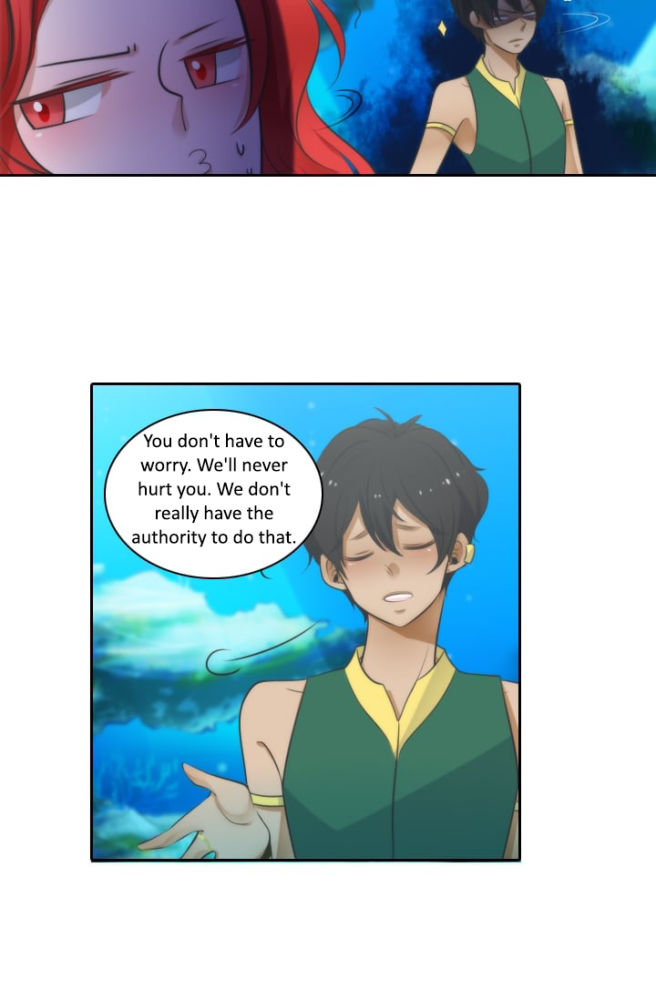 You don't have to
worry. We'll never
hurt you. We don't
really have the
authority to do that.